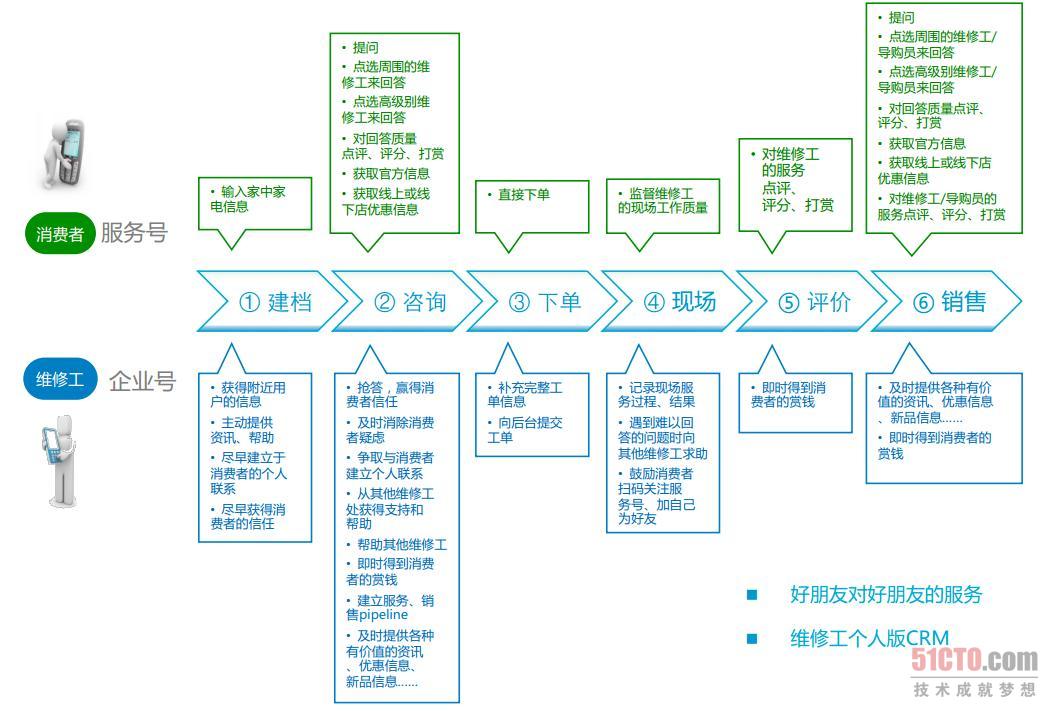 • 提问
• 点选周围的维
修工来回答
• 点选高级别维
修工来回答
• 对回答质量
点评、评分、打赏
• 获取官方信息
• 获取线上或线
下店优惠信息
• 提问
• 点选周围的维修工/
导购员来回答
• 点选高级别维修工/
导购员来回答
• 对回答质量点评、
评分、打赏
• 获取官方信息
• 获取线上或线下店
优惠信息
• 对维修工/导购员的
服务点评、评分、打赏
• 对维修工
的服务
点评、
评分、打赏
• 输入家中家
电信息
• 直接下单
• 监督维修工
的现场工作质量
消费者 服务号
① 建档
② 咨询
③ 下单
④ 现场
⑤ 评价
⑥ 销售
维修工 企业号
• 获得附近用
户的信息
• 主动提供
资讯、帮助
• 尽早建立于
消费者的个人
联系
• 尽早获得消
费者的信任
• 抢答，赢得消
费者信任
• 及时消除消费
者疑虑
• 争取与消费者
建立个人联系
• 从其他维修工
处获得支持和
帮助
• 帮助其他维修工
• 即时得到消费
者的赏钱
• 建立服务、销
售pipeline
• 及时提供各种
有价值的资讯
、优惠信息、
新品信息……
• 补充完整工
单信息
• 向后台提交
工单
• 记录现场服
务过程、结果
• 遇到难以回
答的问题时向
其他维修工求助
• 鼓励消费者
扫码关注服
务号、加自己
为好友
• 即时得到消
费者的赏钱
• 及时提供各种有价
值的资讯、优惠信息
、新品信息……
• 即时得到消费者的
赏钱
■ 好朋友对好朋友的服务
■ 维修工个人版CRM
51CTO.com
技术成就梦想